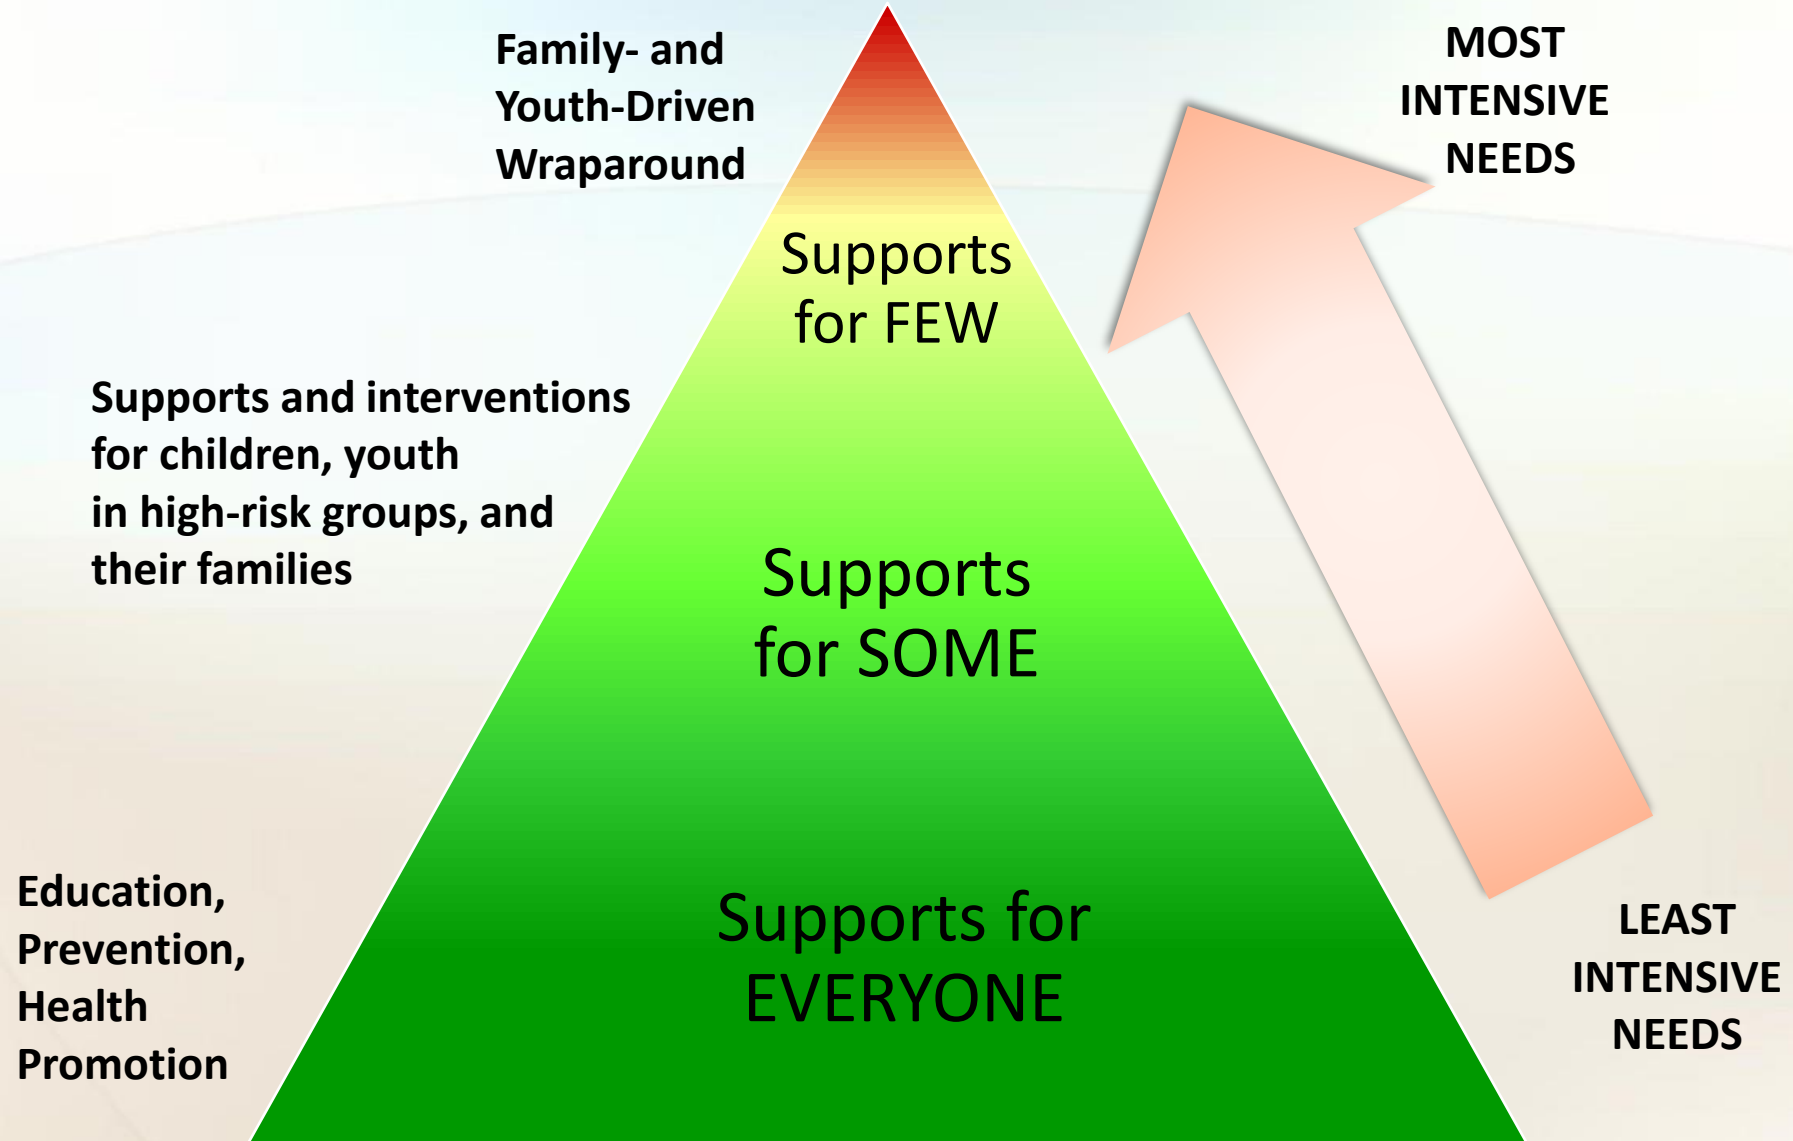 Family- and
Youth-Driven
Wraparound
MOST
INTENSIVE
NEEDS
Supports
for FEW
Supports and interventions
for children, youth
in high-risk groups, and
their families
Supports
for SOME
Education,
Prevention,
Health
Promotion
Supports for
EVERYONE
LEAST
INTENSIVE
NEEDS